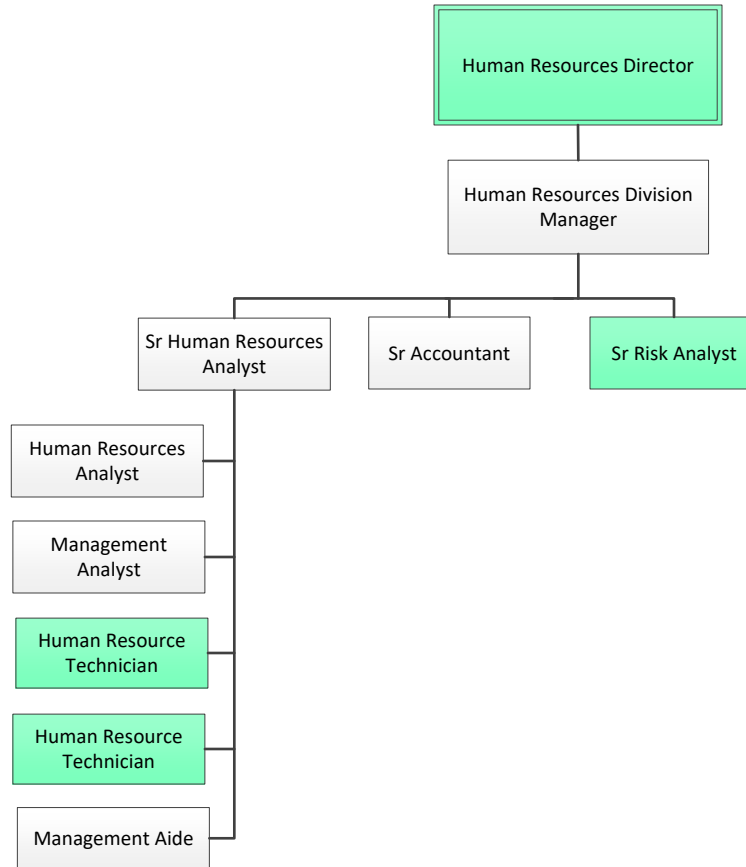 Human Resources Director
Human Resources Division
Manager
Sr Human Resources
Analyst
Sr Accountant
Sr Risk Analyst
Human Resources
Analyst
Management
Analyst
Human Resource
Technician
Human Resource
Technician
Management Aide